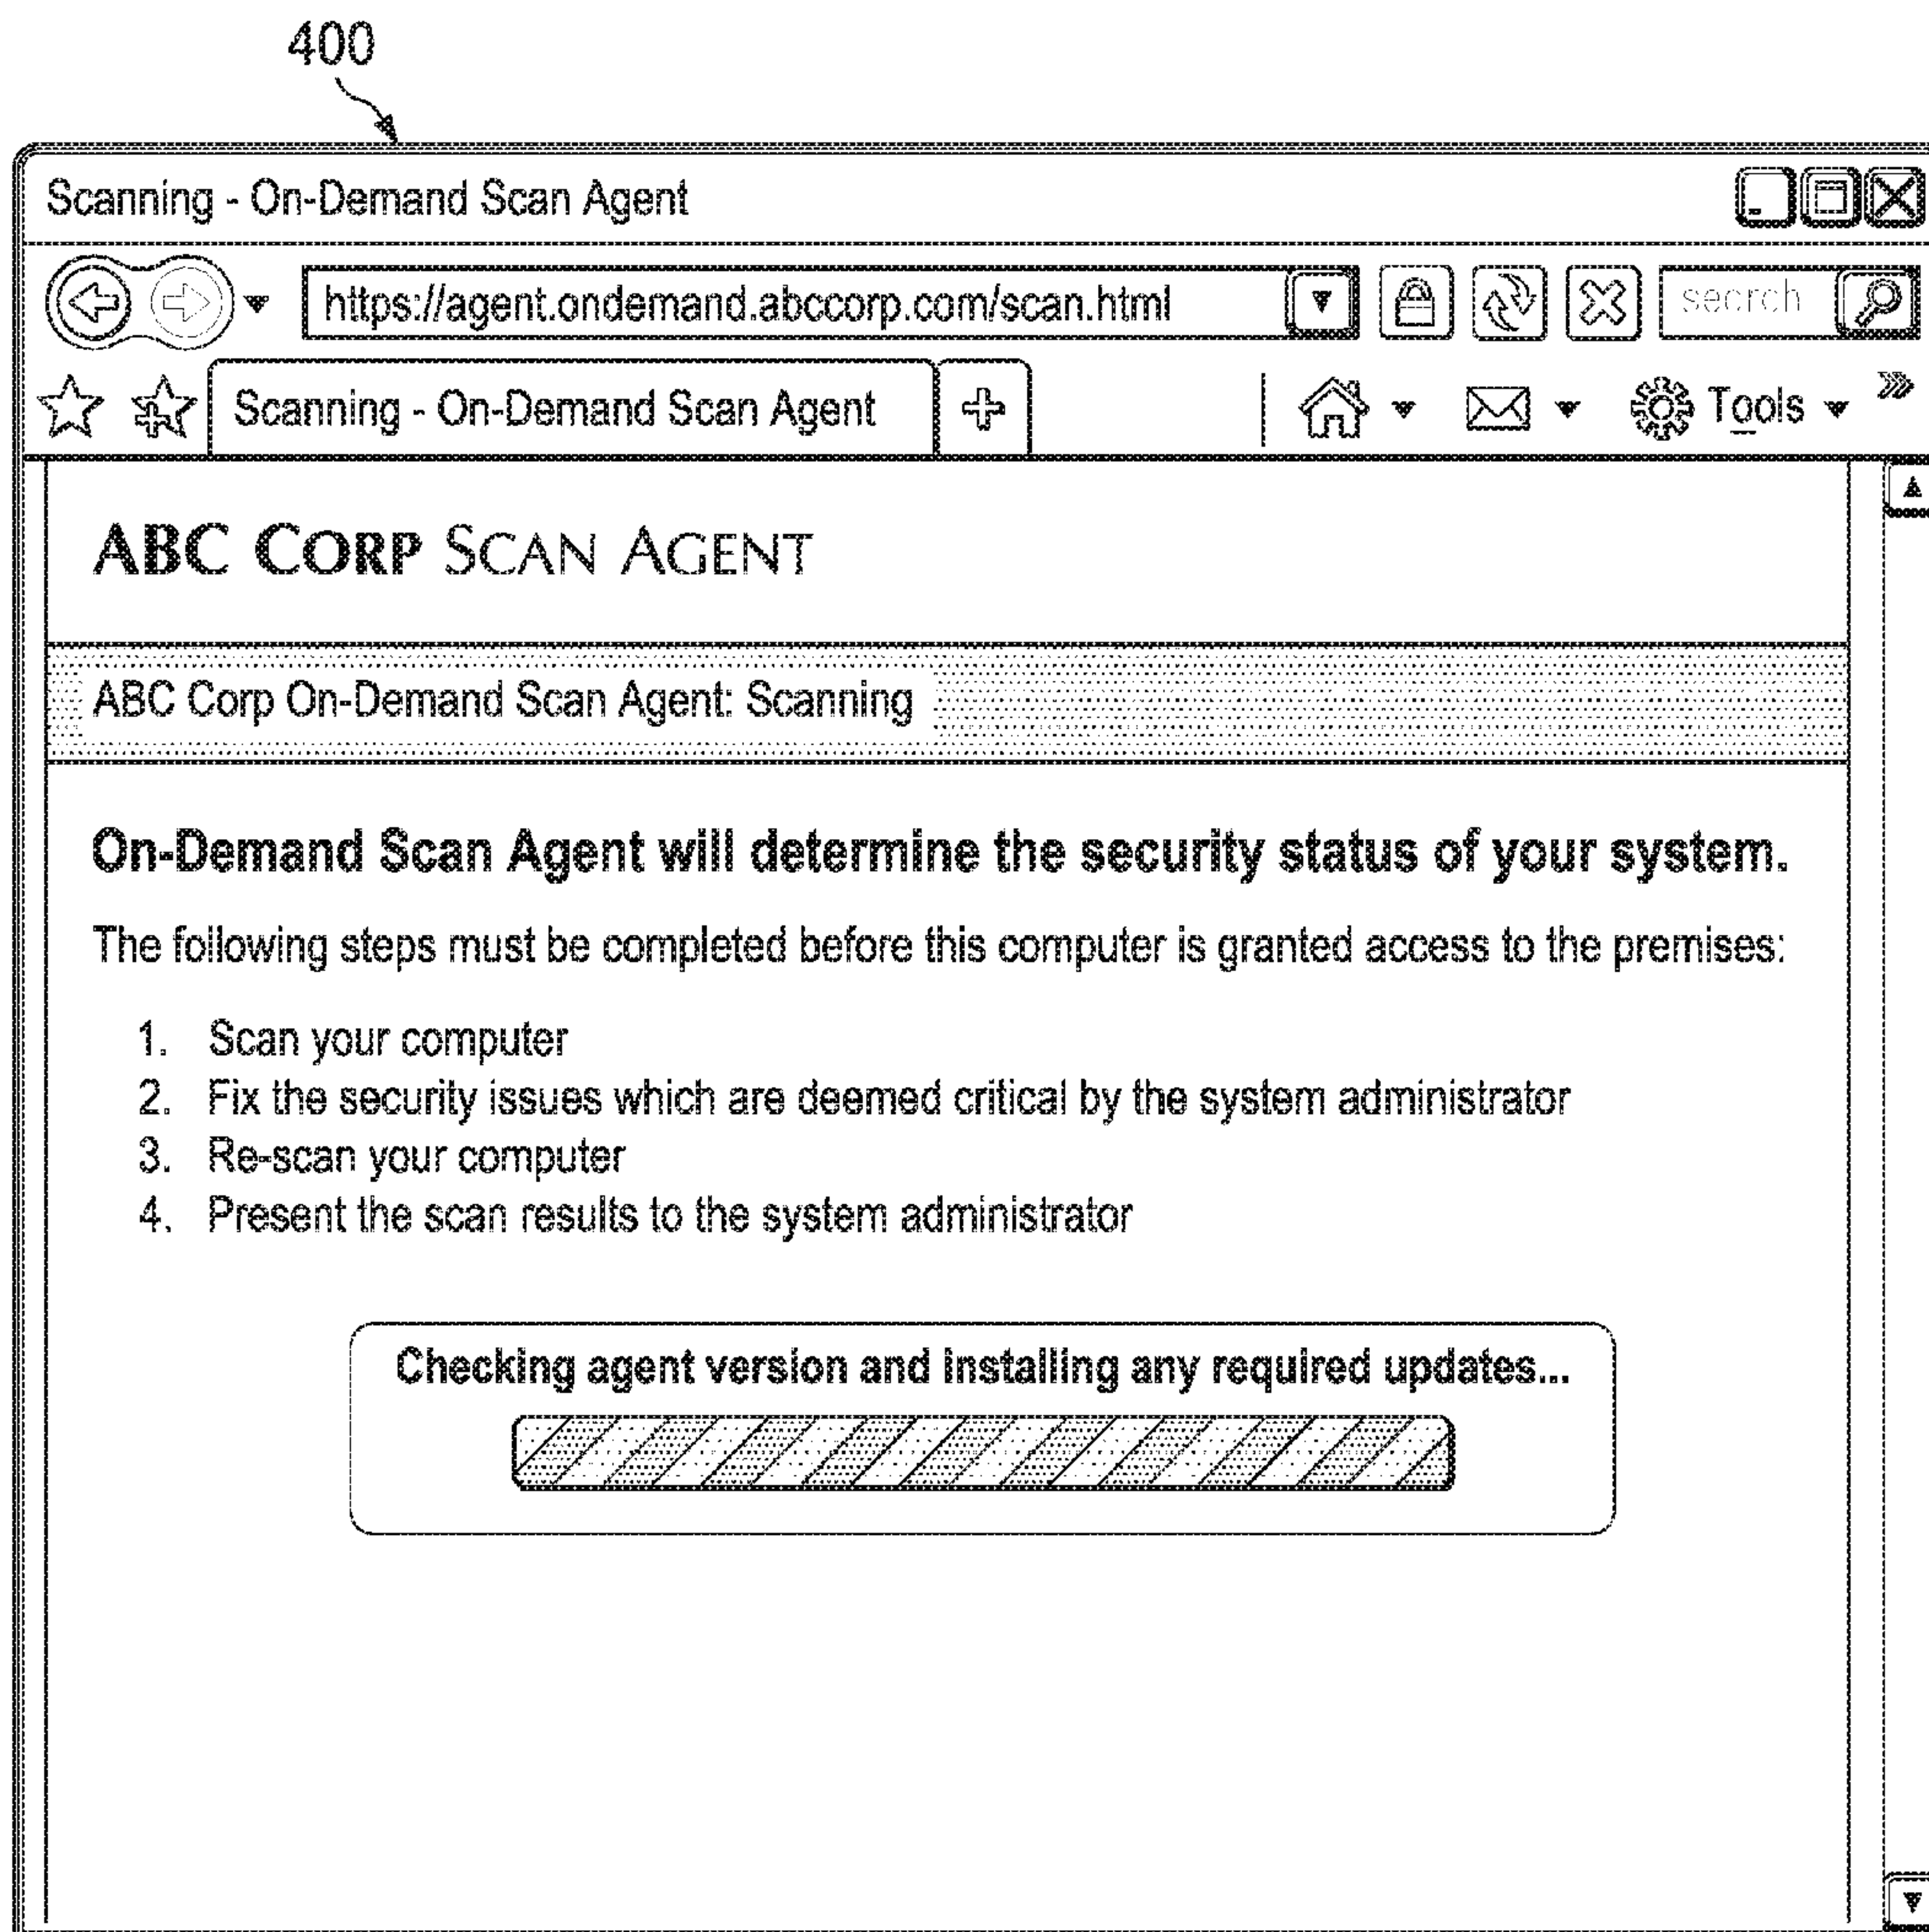 400
Scanning - On-Demand Scan Agent
https://agent.ondemand.abccorp.com/scan.html
search
Scanning - On-Demand Scan Agent
Tools
ABC CORP SCAN AGENT
ABC Corp On-Demand Scan Agent: Scanning
On-Demand Scan Agent will determine the security status of your system.
The following steps must be completed before this computer is granted access to the premises:
1. Scan your computer
2. Fix the security issues which are deemed critical by the system administrator
3. Re-scan your computer
4. Present the scan results to the system administrator
Checking agent version and installing any required updates...